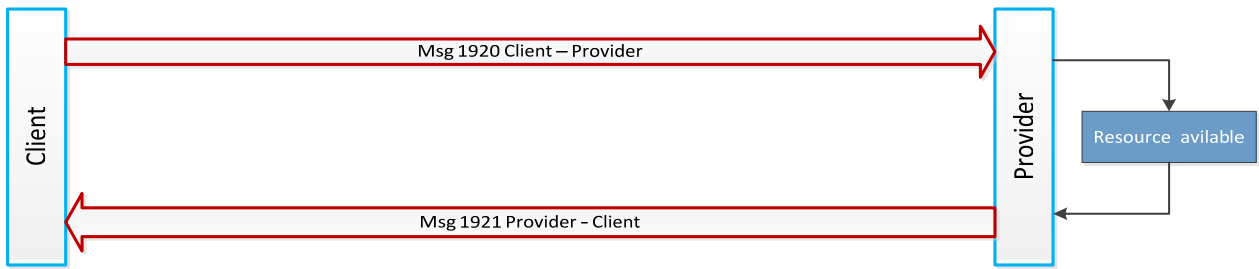 Client
Msg 1920 Client – Provider
Provider
Resource avilable
Msg 1921 Provider - Client